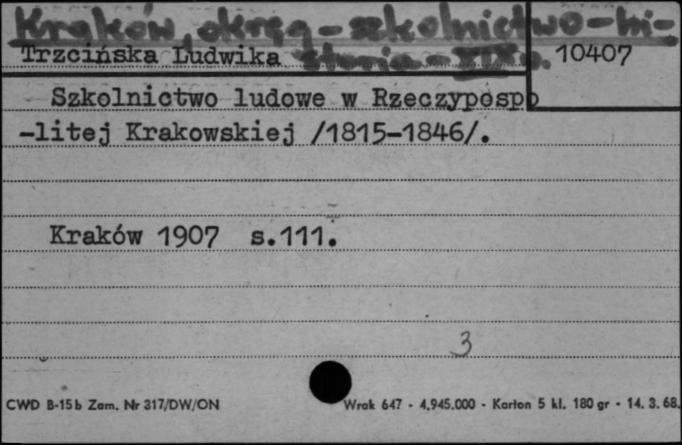 Kraków, okręg - szkolnictwo - hi-
storia - XIX w.
Trzcińska Ludwika
10407
Szkolnictwo ludowe w Rzeczypospo
-litej Krakowskiej /1815-1846/.
Kraków 1907 s.111.
3
CWD B-15b Zam. Nr 317/DW/ON
Wrak 647 - 4.945.000 - Karton 5 kl. 180 gr - 14. 3. 68.